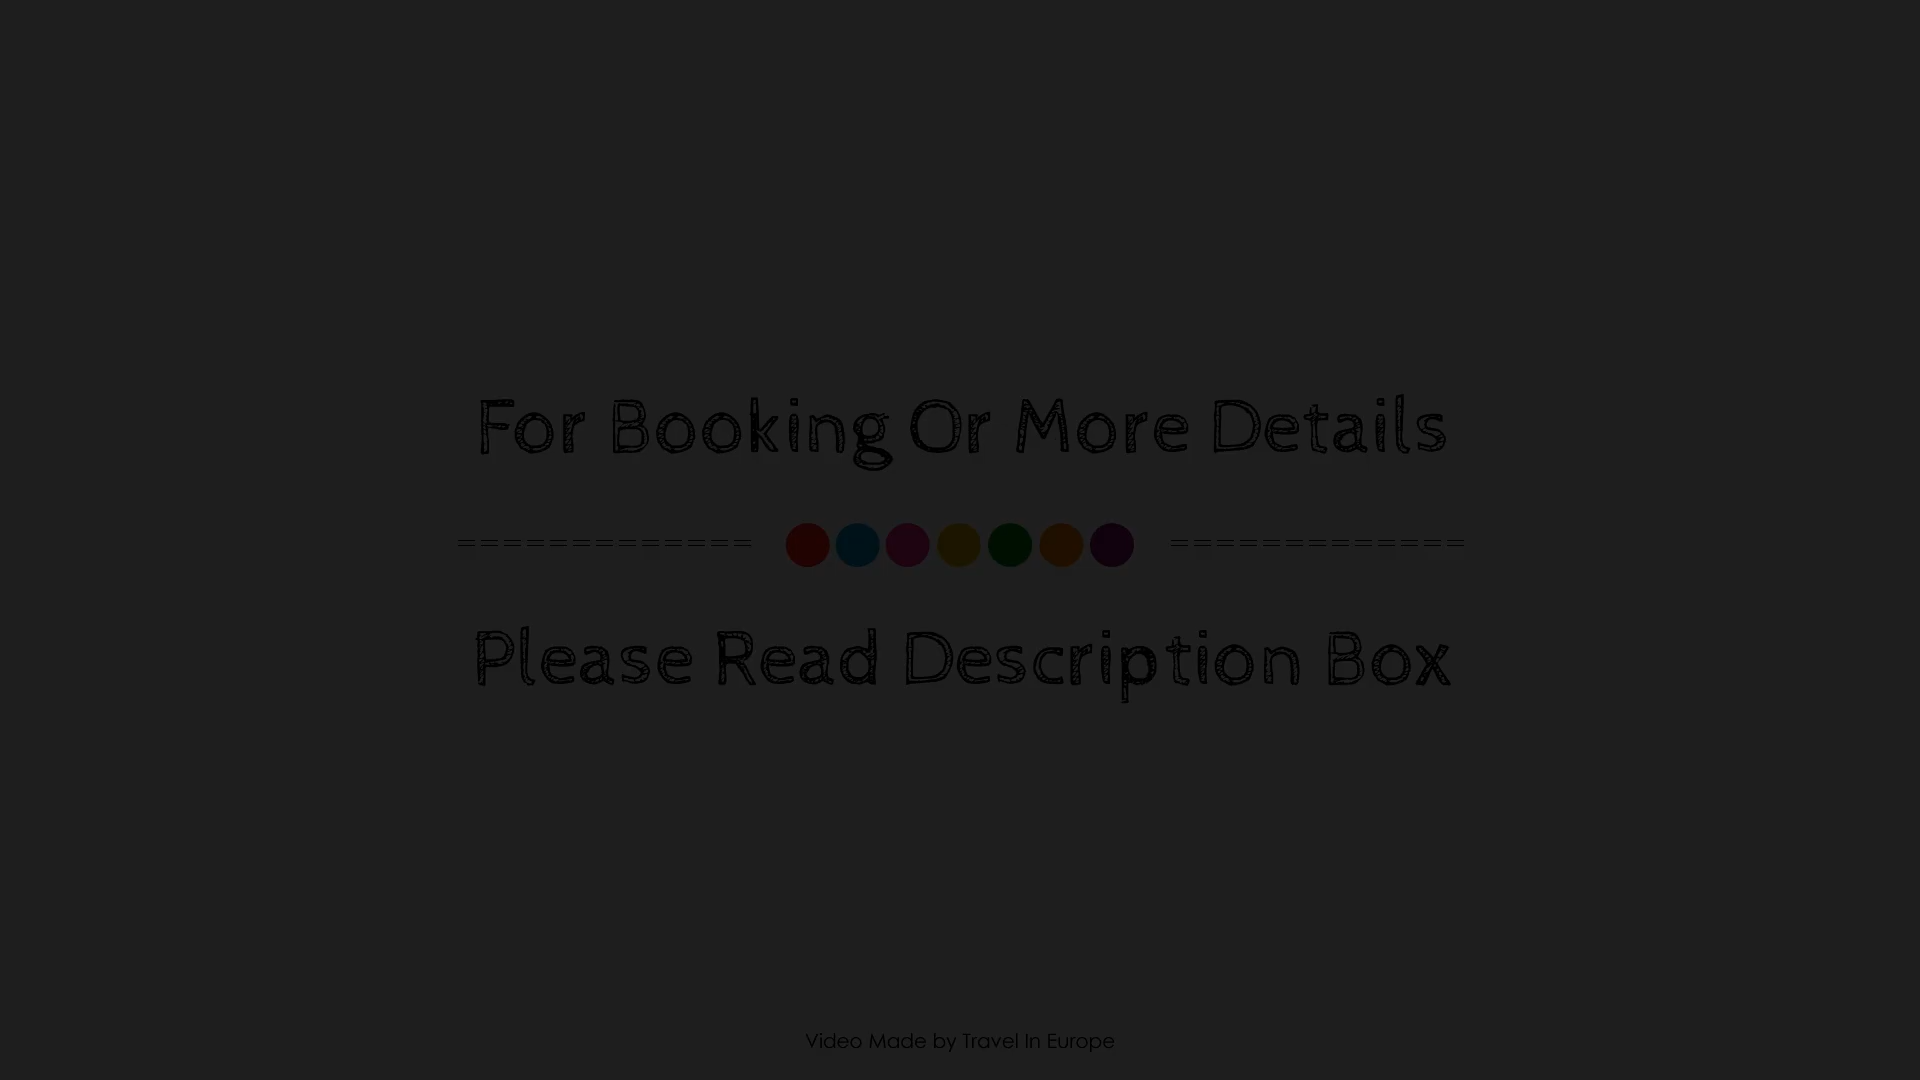 For Booking Or More Details
============= =============
Please Read Description Box
Video Made by Travel In Europe